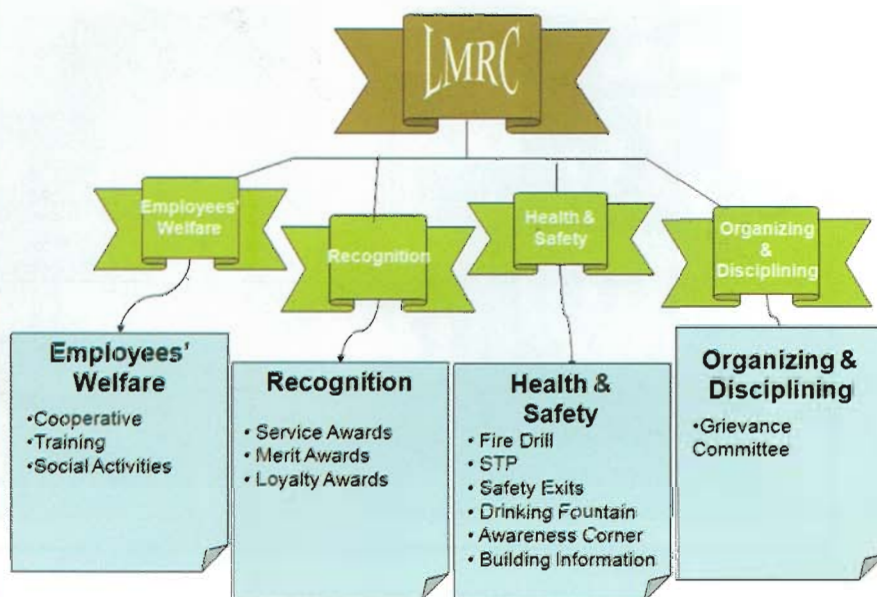 LMRC
Employees'
Welfare
Recognition
Health &
Safety
Organizing
&
Disciplining
Employees'
Welfare
•Cooperative
•Training
•Social Activities
Recognition
• Service Awards
• Merit Awards
• Loyalty Awards
Health &
Safety
• Fire Drill
• STP
• Safety Exits
• Drinking Fountain
• Awareness Corner
• Building Information
Organizing &
Disciplining
•Grievance
Committee